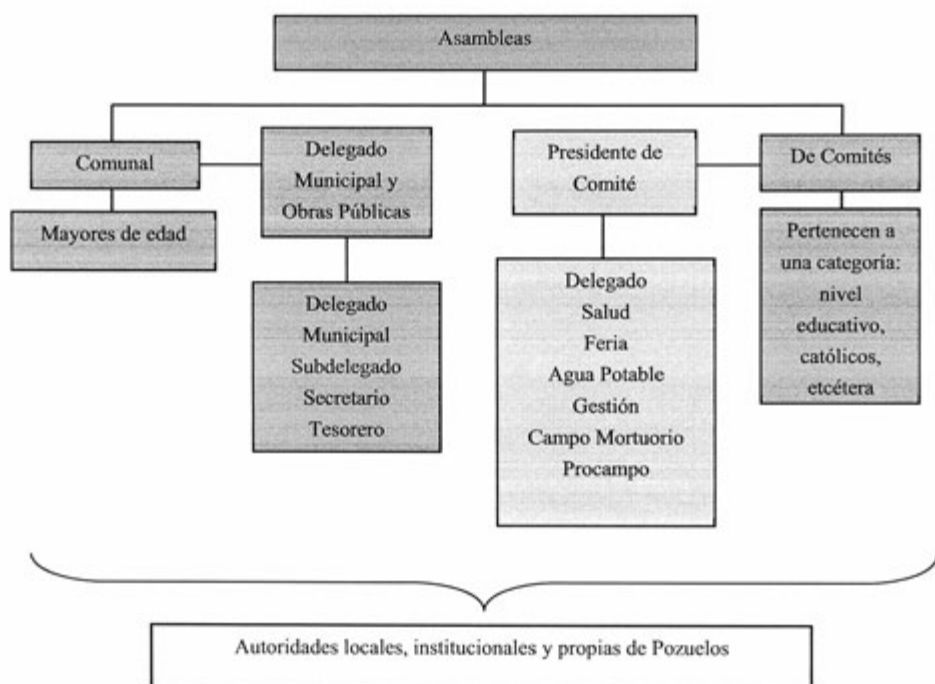 Asambleas
Comunal
Delegado
Municipal y
Obras Públicas
Presidente de
Comité
De Comités
Mayores de edad
Delegado
Municipal
Subdelegado
Secretario
Tesorero
Delegado
Salud
Feria
Agua Potable
Gestión
Campo Mortuorio
Procampo
Pertenecen a
una categoría:
nivel
educativo,
católicos,
etcétera
Autoridades locales, institucionales y propias de Pozuelos